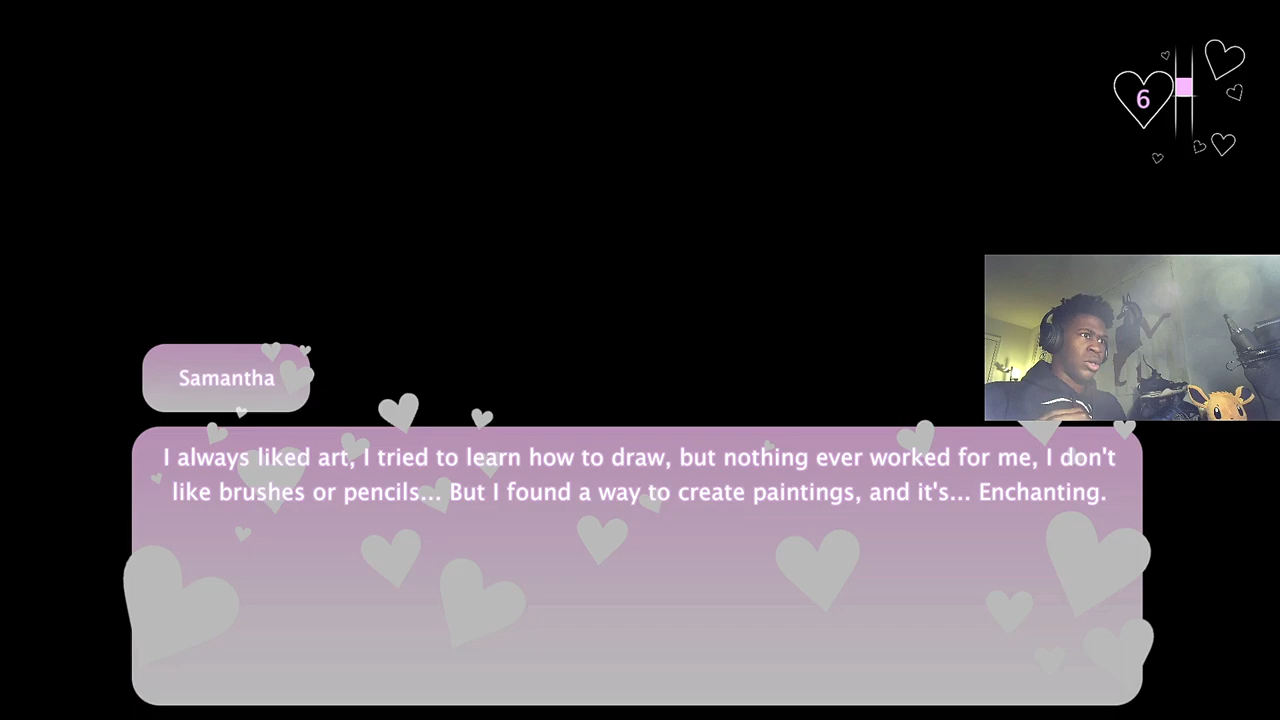 6
Samantha
I always liked art, I tried to learn how to draw, but nothing ever worked for me, I don't
like brushes or pencils... But I found a way to create paintings, and it's... Enchanting.